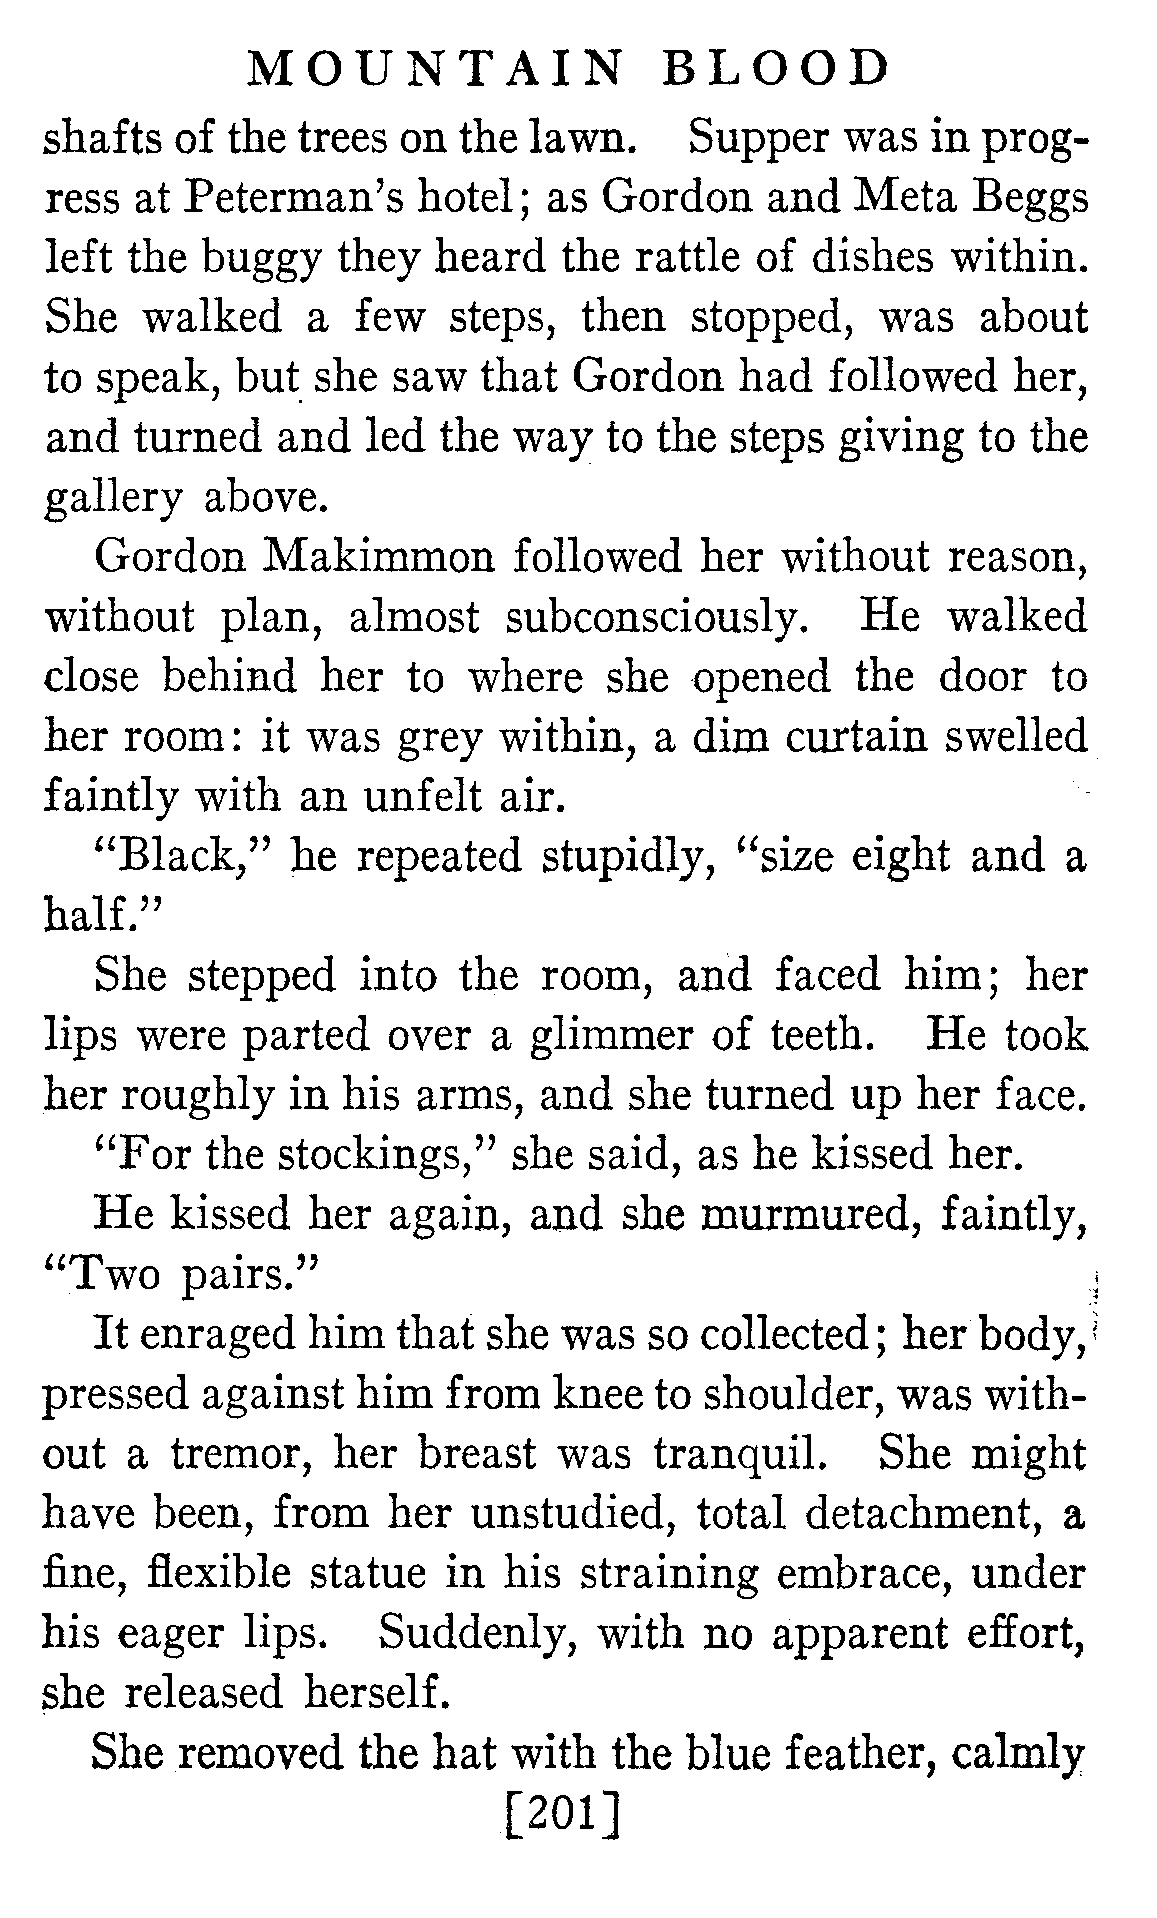 MOUNTAIN BLOOD
shafts of the trees on the lawn. Supper was in prog-
ress at Peterman's hotel; as Gordon and Meta Beggs
left the buggy they heard the rattle of dishes within.
She walked a few steps, then stopped, was about
to speak, but she saw that Gordon had followed her,
and turned and led the way to the steps giving to the
gallery above.
Gordon Makimmon followed her without reason,
without plan, almost subconsciously. He walked
close behind her to where she opened the door to
her room: it was grey within, a dim curtain swelled
faintly with an unfelt air.
"Black," he repeated stupidly, "size eight and a
half."
She stepped into the room, and faced him; her
lips were parted over a glimmer of teeth. He took
her roughly in his arms, and she turned up her face.
"For the stockings," she said, as he kissed her.
He kissed her again, and she murmured, faintly,
"Two pairs."
It enraged him that she was so collected; her body,
pressed against him from knee to shoulder, was with-
out a tremor, her breast was tranquil. She might
have been, from her unstudied, total detachment, a
fine, flexible statue in his straining embrace, under
his eager lips. Suddenly, with no apparent effort,
she released herself.
She removed the hat with the blue feather, calmly
[201]